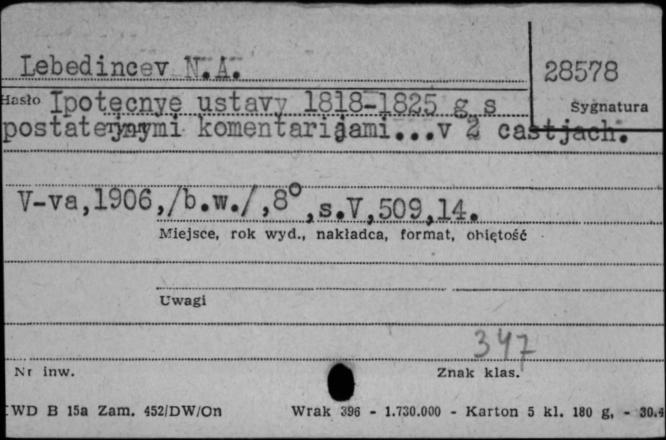 Lebedincev N.A.
28578
Hasło Ipotecnye ustavy 1818-1825 g s
Sygnatura
postatejnymi komentarijami...v 2 castjach.
V-va,1906,/b.w./,8°,s.V,509,14.
Miejsce, rok wyd., nakładca, format, objętość
Uwagi
347
Nr inw.
Znak klas.
WD B 15a Zam. 452/DW/On Wrak 396 - 1.730.000 - Karton 5 kl. 180 g, - 30.4